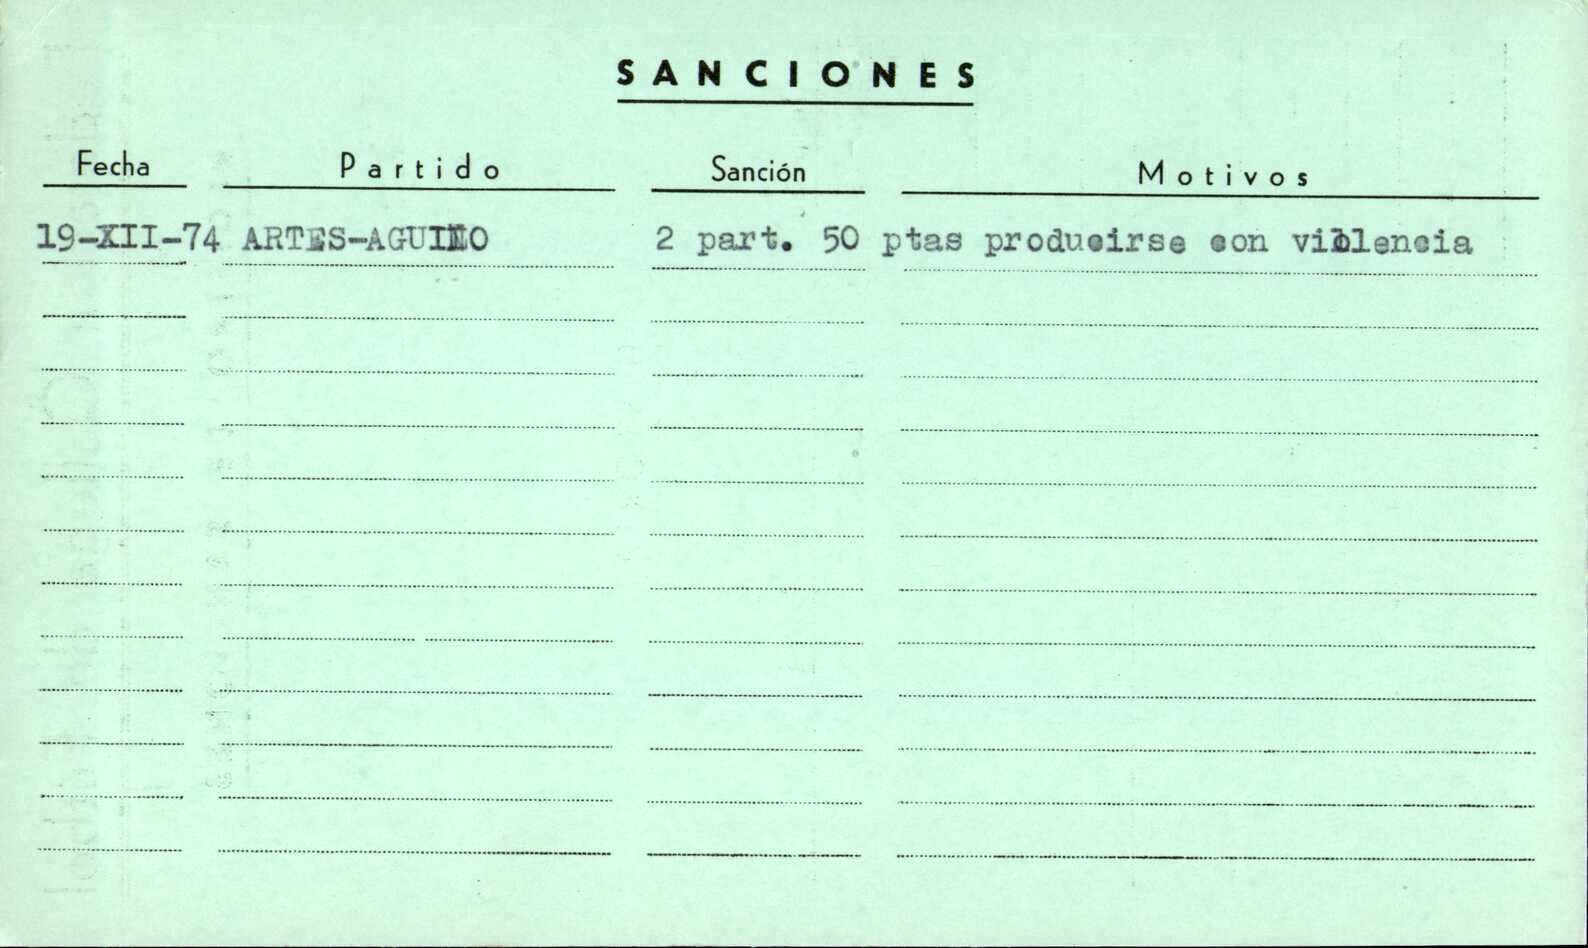 SANCIONES
Fecha Partido Sanción Motivos
19-XII-74 ARTES-AGUIÑO 2 part. 50 ptas producirse con violencia